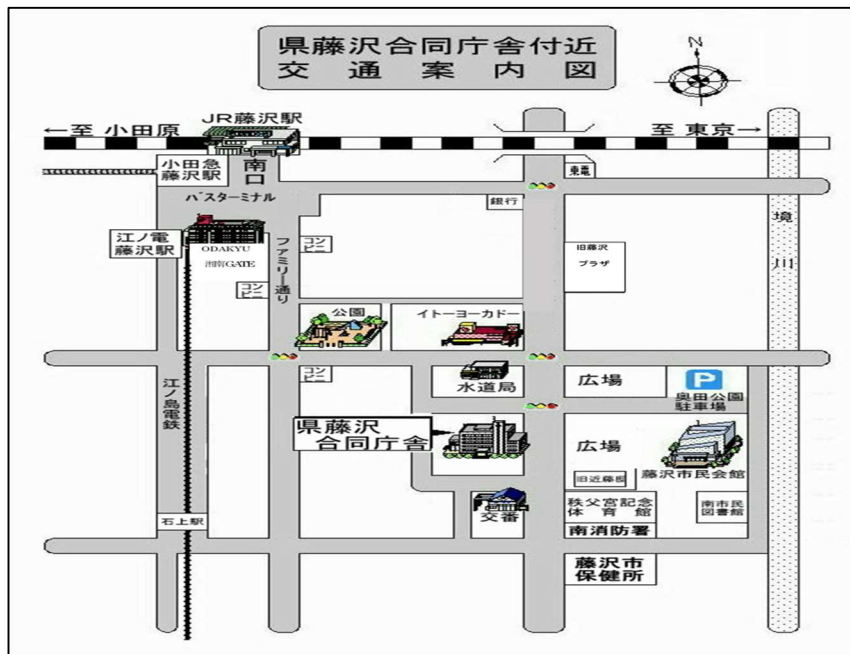 県藤沢合同庁舎付近
交通案内図
N
JR藤沢駅
←至 小田原
至 東京→
小田急
藤沢駅
南口
東電
バスターミナル
銀行
境川
江ノ電
藤沢駅
ODAKYU
湘南GATE
ファミリー通り
コンビニ
旧藤沢
プラザ
コンビニ
公園
イトーヨーカドー
コンビニ
水道局
広場
P
奥田公園
駐車場
江ノ島電鉄
県藤沢
合同庁舎
広場
藤沢市民会館
旧近藤邸
交番
秩父宮記念
体育館
南市民
図書館
石上駅
南消防署
藤沢市
保健所